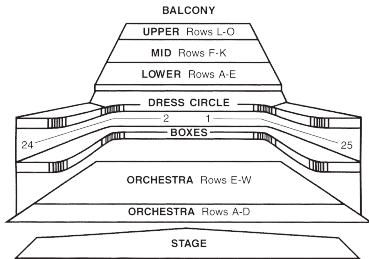 BALCONY
UPPER Rows L-O
MID Rows F-K
LOWER Rows A-E
DRESS CIRCLE
2 1
BOXES
24 25
ORCHESTRA Rows E-W
ORCHESTRA Rows A-D
STAGE